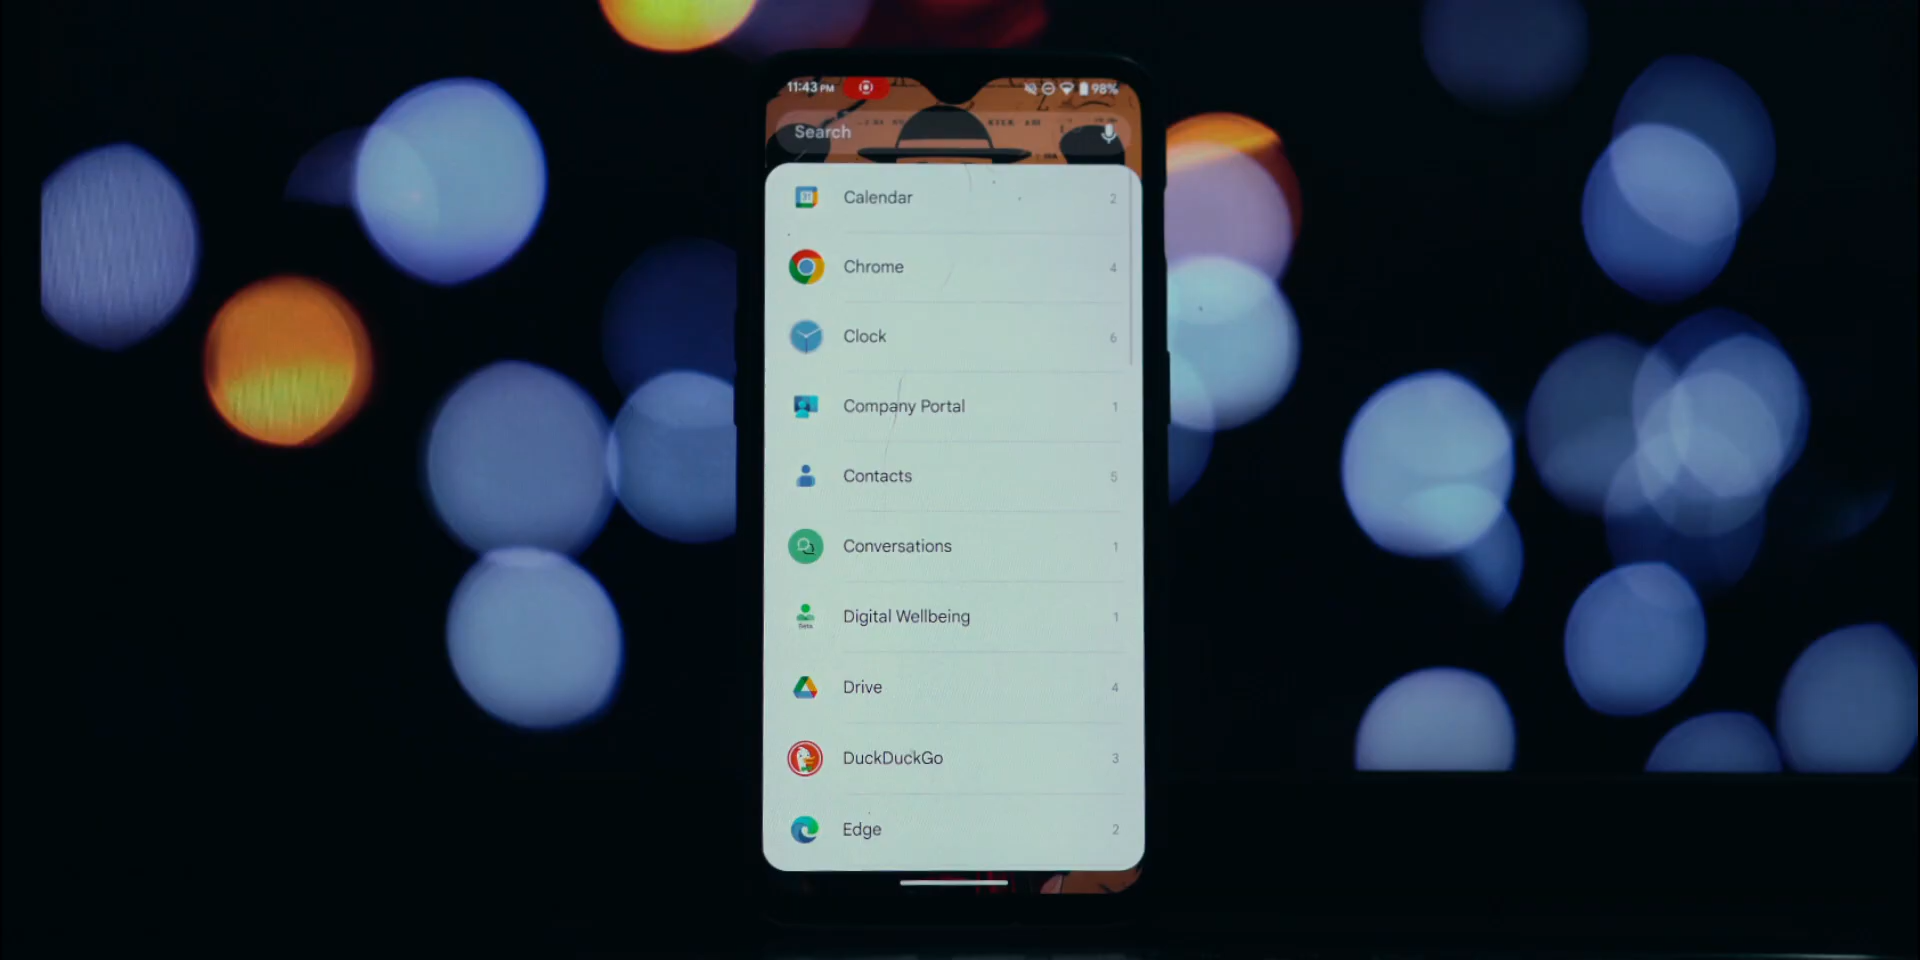 11:43 PM 98%
Search
Calendar 2
Chrome 4
Clock 6
Company Portal 1
Contacts 5
Conversations 1
Digital Wellbeing 1
Drive 4
DuckDuckGo 3
Edge 2